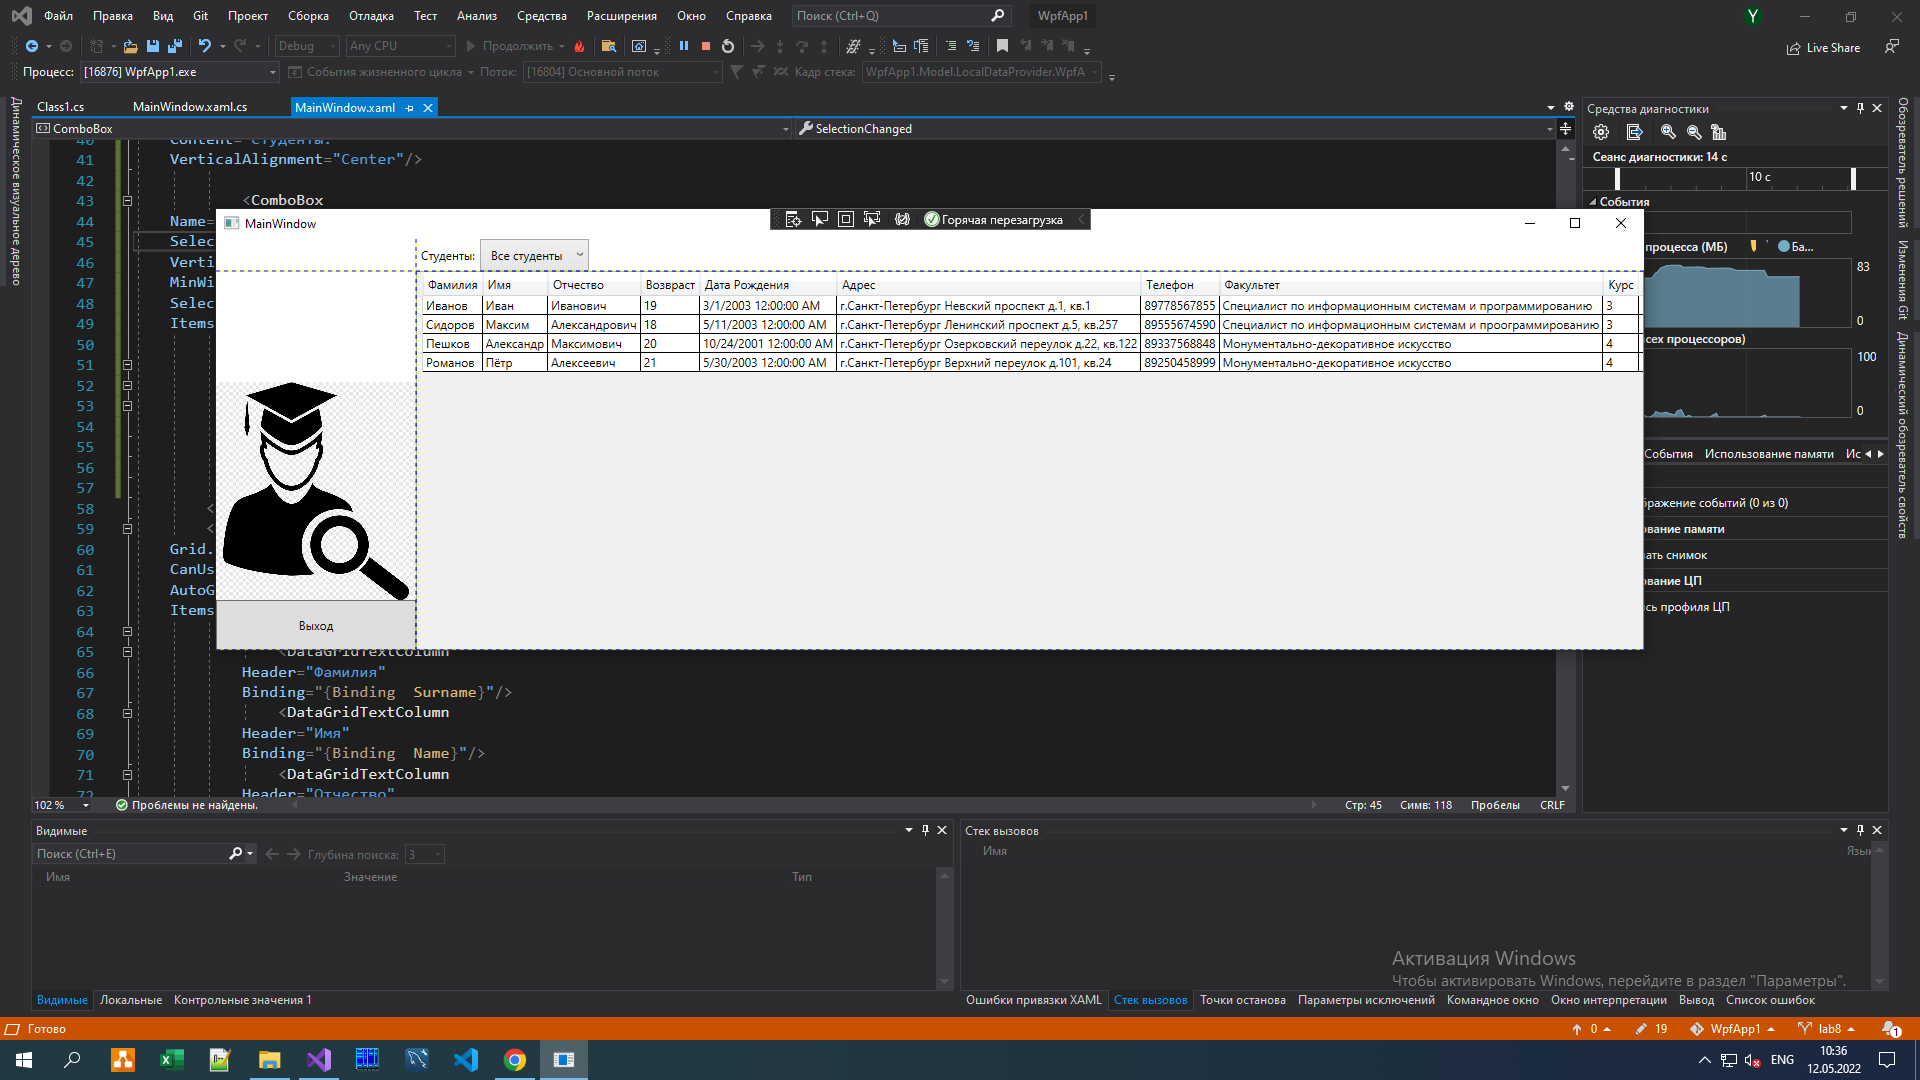 Файл Правка Вид Git Проект Сборка Отладка Тест Анализ Средства Расширения Окно Справка Поиск (Ctrl+Q) WpfApp1 Y
Debug Any CPU Продолжить Live Share
Процесс: [16876] WpfApp1.exe События жизненного цикла Поток: [16804] Основной поток Кадр стека: WpfApp1.Model.LocalDataProvider.WpfA
Динамическое визуальное дерево
Class1.cs MainWindow.xaml.cs MainWindow.xaml
ComboBox SelectionChanged
40 Content="Студенты:
41 VerticalAlignment="Center"/>
42
43 <ComboBox
44 Name=
45 Selec
46 Verti
47 MinWi
48 Selec
49 Items
50
51
52
53
54
55
56
57
58 <
59 <
60 Grid.
61 CanUs
62 AutoG
63 Items
64
65 <DataGridTextColumn
66 Header="Фамилия"
67 Binding="{Binding Surname}"/>
68 <DataGridTextColumn
69 Header="Имя"
70 Binding="{Binding Name}"/>
71 <DataGridTextColumn
72 Header="Отчество"
MainWindow
Горячая перезагрузка
Студенты: Все студенты
Фамилия Имя Отчество Возвраст Дата Рождения Адрес Телефон Факультет Курс
Иванов Иван Иванович 19 3/1/2003 12:00:00 AM г.Санкт-Петербург Невский проспект д.1, кв.1 89778567855 Специалист по информационным системам и программированию 3
Сидоров Максим Александрович 18 5/11/2003 12:00:00 AM г.Санкт-Петербург Ленинский проспект д.5, кв.257 89555674590 Специалист по информационным системам и проограммированию 3
Пешков Александр Максимович 20 10/24/2001 12:00:00 AM г.Санкт-Петербург Озерковский переулок д.22, кв.122 89337568848 Монументально-декоративное искусство 4
Романов Пётр Алексеевич 21 5/30/2003 12:00:00 AM г.Санкт-Петербург Верхний переулок д.101, кв.24 89250458999 Монументально-декоративное искусство 4
Выход
102 % Проблемы не найдены. Стр: 45 Симв: 118 Пробелы CRLF
Средства диагностики
Сеанс диагностики: 14 с
10 с
События
процесса (МБ) Ба...
83
0
всех процессоров)
100
0
События Использование памяти Ис
ображение событий (0 из 0)
ование памяти
лать снимок
ование ЦП
ись профиля ЦП
Обозреватель решений
Изменения Git
Динамический обозреватель свойств
Видимые
Поиск (Ctrl+E) Глубина поиска: 3
Имя Значение Тип
Видимые Локальные Контрольные значения 1
Стек вызовов
Имя Язык
Активация Windows
Чтобы активировать Windows, перейдите в раздел "Параметры".
Ошибки привязки XAML Стек вызовов Точки останова Параметры исключений Командное окно Окно интерпретации Вывод Список ошибок
Готово 0 19 WpfApp1 lab8 1
ENG 10:36
12.05.2022